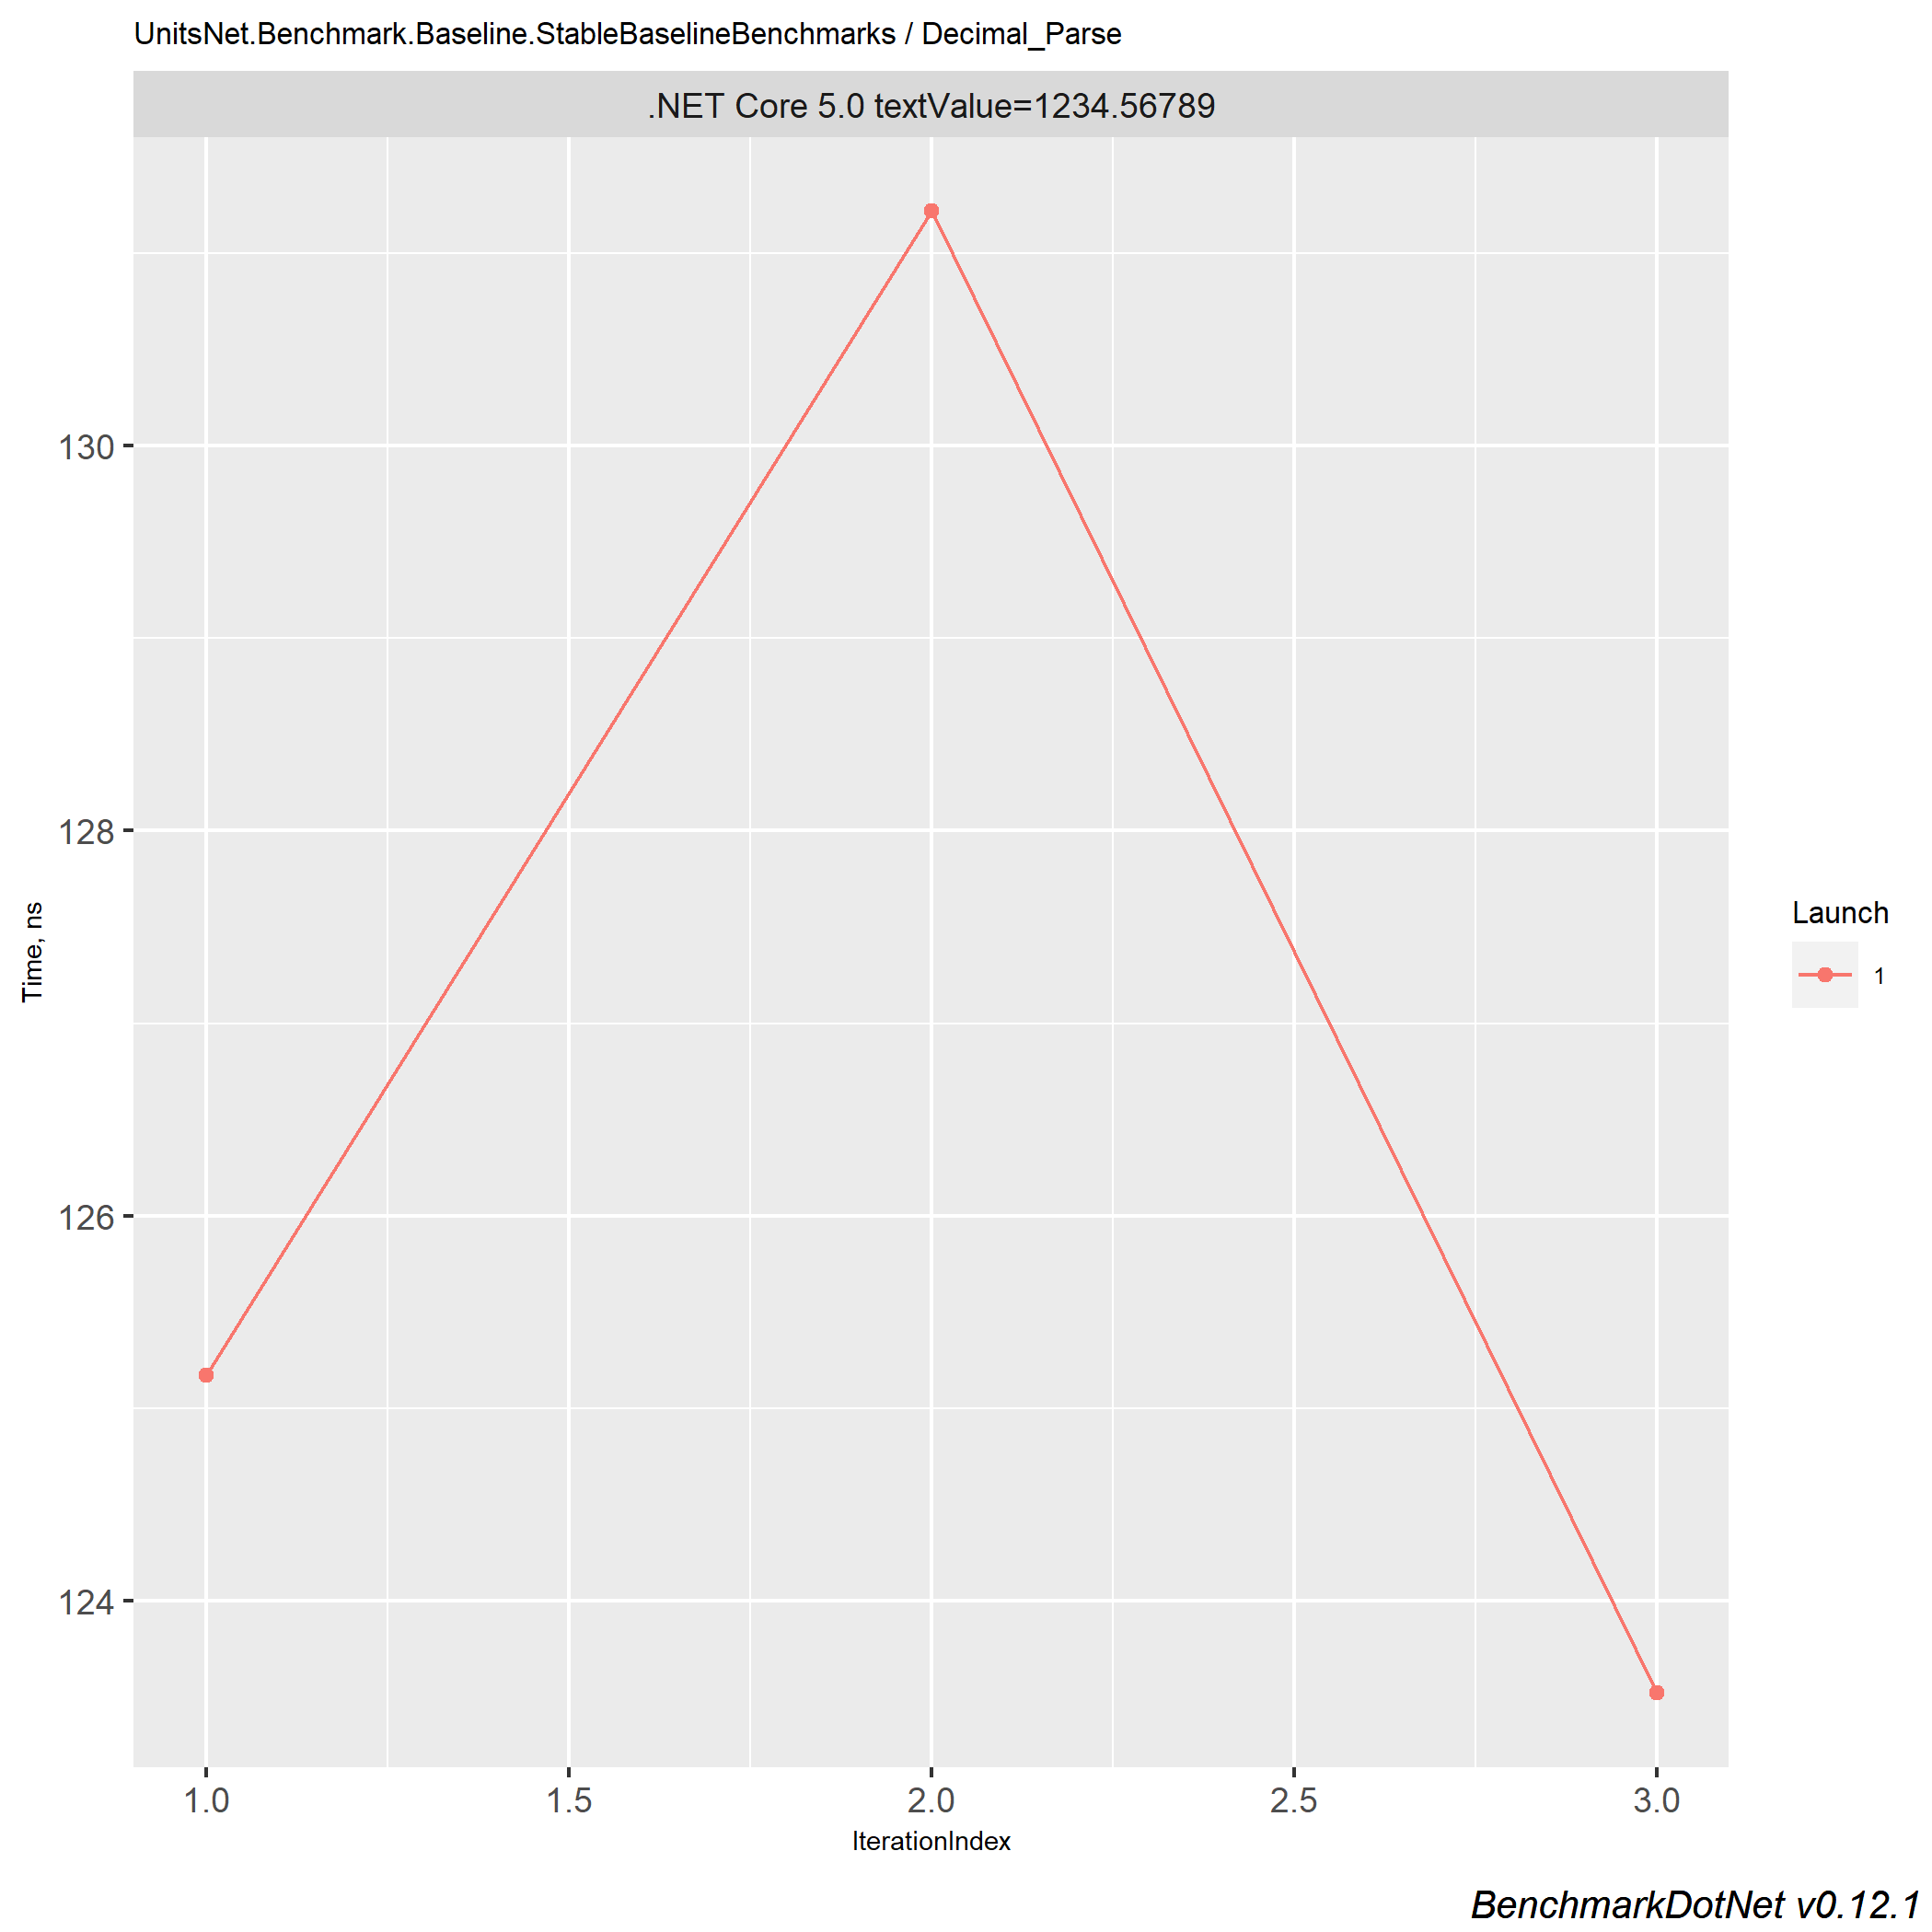 UnitsNet.Benchmark.Baseline.StableBaselineBenchmarks / Decimal_Parse
.NET Core 5.0 textValue=1234.56789
130
128
126
124
Time, ns
1.0 1.5 2.0 2.5 3.0
IterationIndex
Launch
1
BenchmarkDotNet v0.12.1